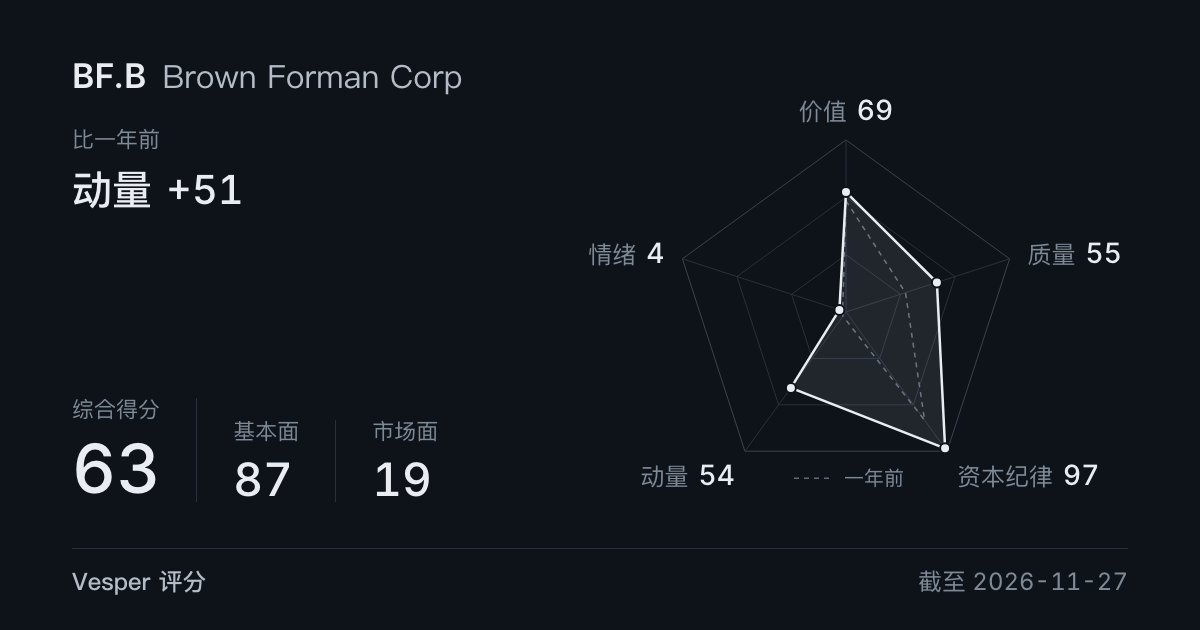 BF.B Brown Forman Corp
比一年前
动量 +51
价值 69
情绪 4
质量 55
动量 54
---- 一年前
资本纪律 97
综合得分
63
基本面
87
市场面
19
Vesper 评分
截至 2026-11-27